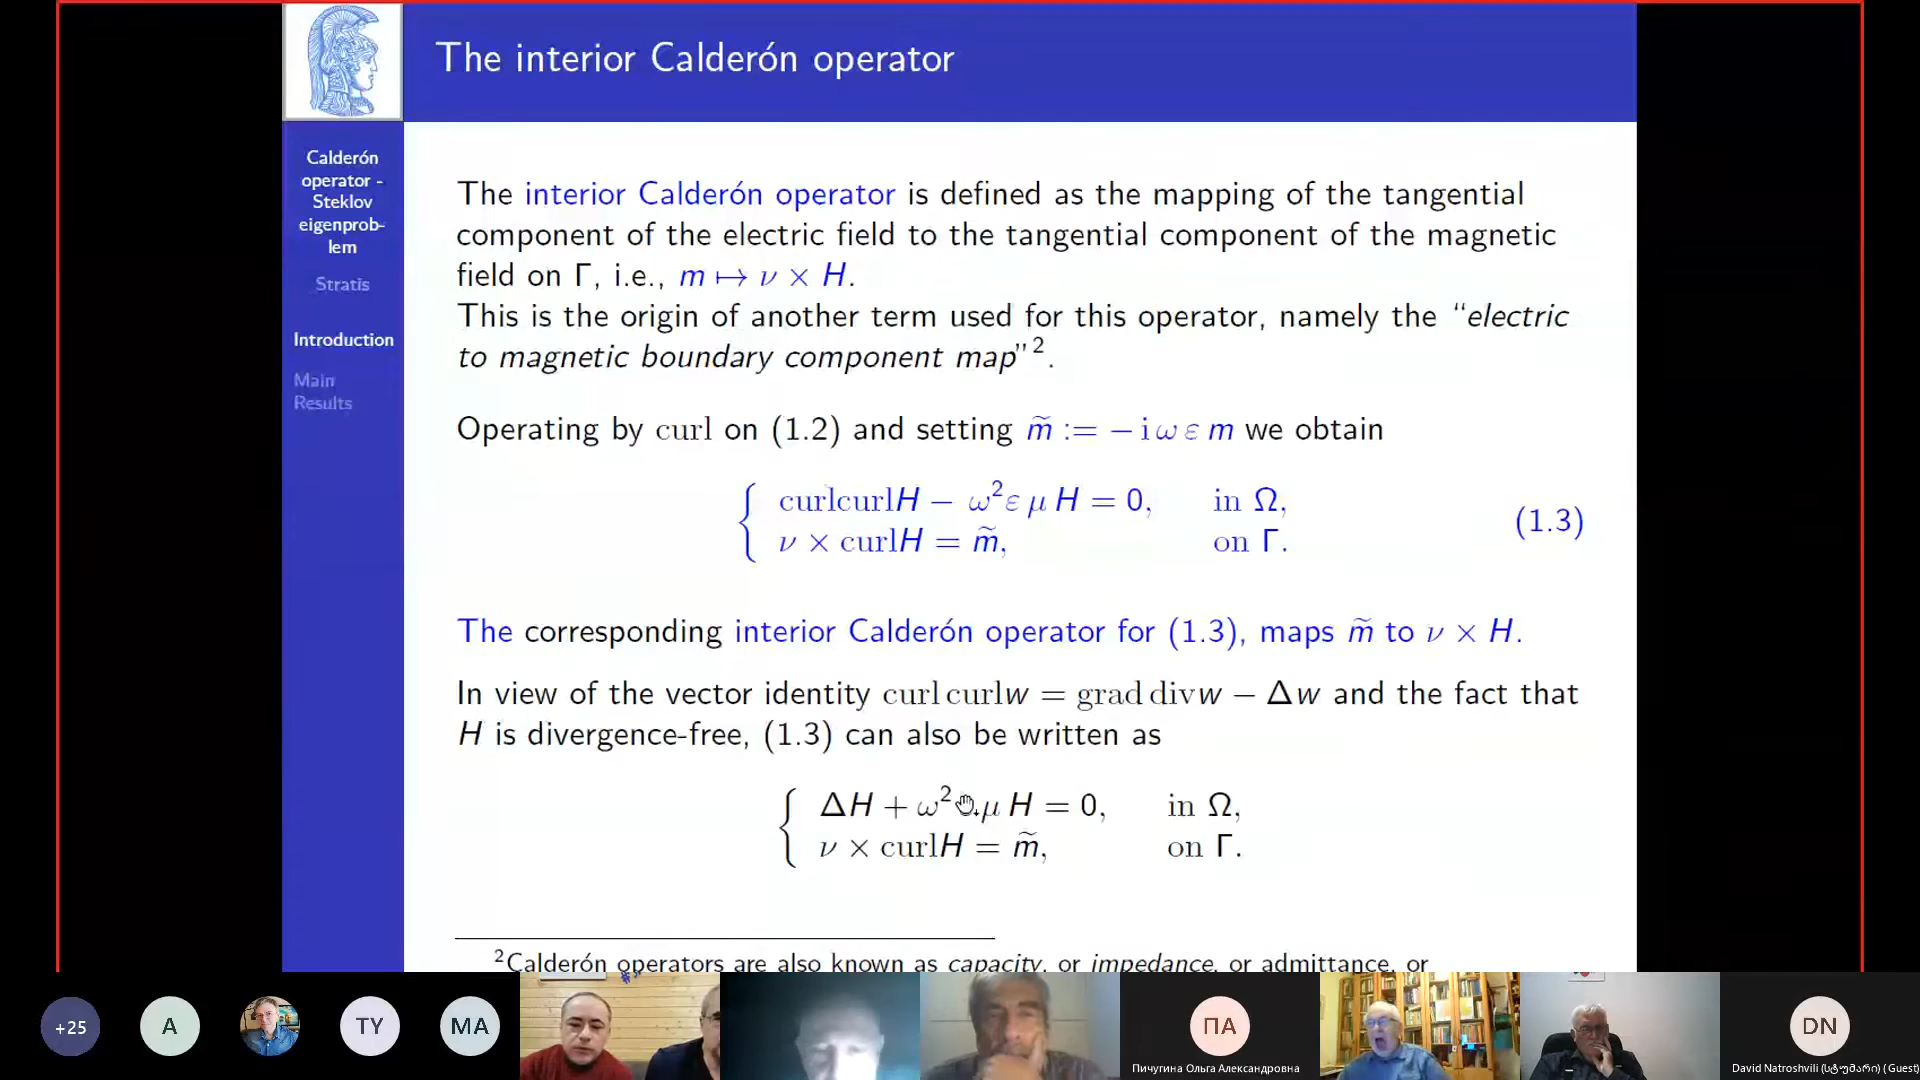 The interior Calderón operator
Calderón
operator -
Steklov
eigenprob-
lem
Stratis
Introduction
Main
Results
The interior Calderón operator is defined as the mapping of the tangential
component of the electric field to the tangential component of the magnetic
field on Γ, i.e., m ↦ ν × H.
This is the origin of another term used for this operator, namely the "electric
to magnetic boundary component map"².
Operating by curl on (1.2) and setting m̃ := − i ω ε m we obtain
curlcurlH − ω²ε μ H = 0, in Ω,
ν × curlH = m̃, on Γ.
(1.3)
The corresponding interior Calderón operator for (1.3), maps m̃ to ν × H.
In view of the vector identity curl curlw = grad divw − Δw and the fact that
H is divergence-free, (1.3) can also be written as
ΔH + ω² μ H = 0, in Ω,
ν × curlH = m̃, on Γ.
²Calderón operators are also known as capacity, or impedance, or admittance, or
+25
A
TY
MA
ПА
Пичугина Ольга Александровна
DN
David Natroshvili (სტუმარი) (Guest)